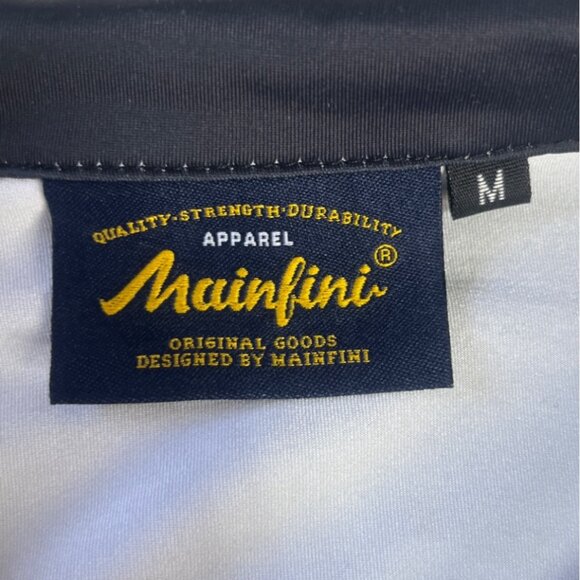 QUALITY·STRENGTH·DURABILITY
APPAREL
Mainfini®
ORIGINAL GOODS
DESIGNED BY MAINFINI
M